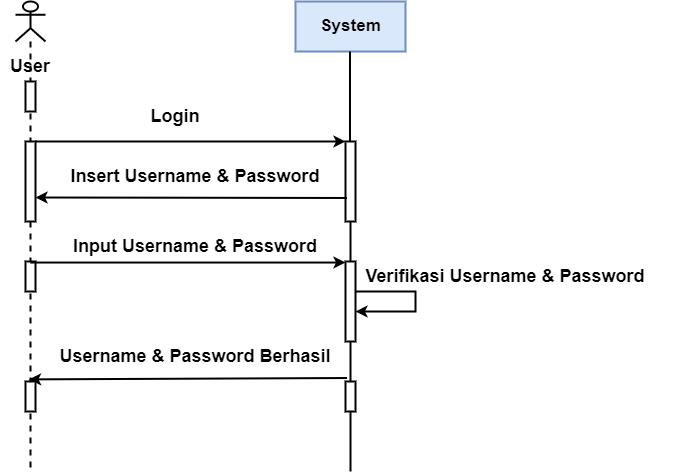 System
User
Login
Insert Username & Password
Input Username & Password
Verifikasi Username & Password
Username & Password Berhasil